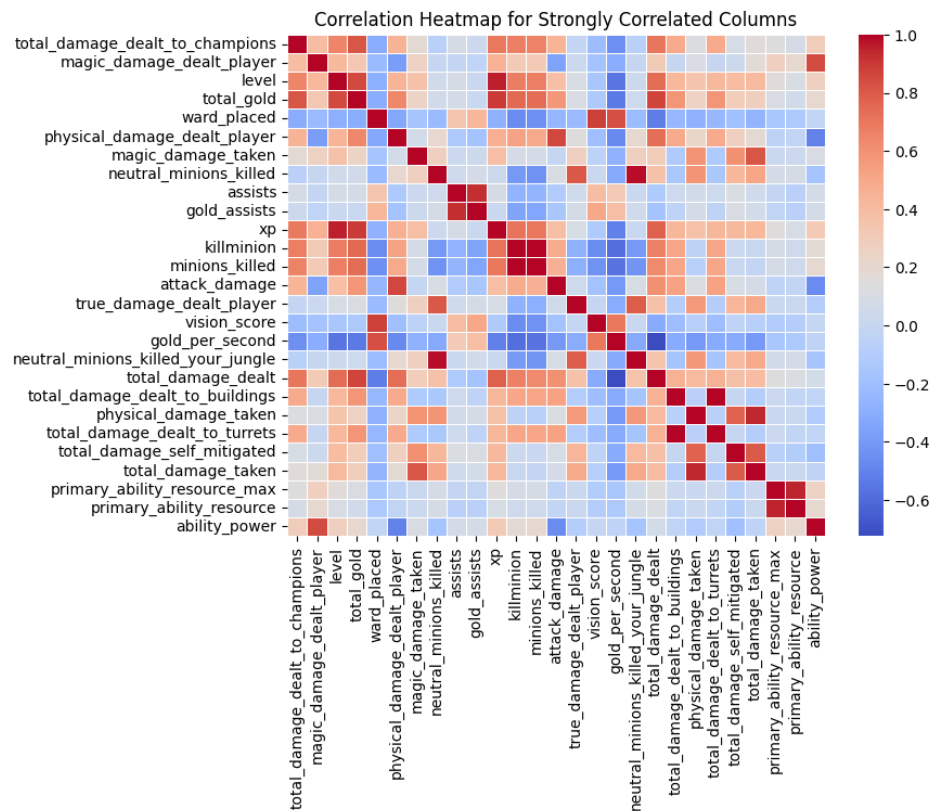 Correlation Heatmap for Strongly Correlated Columns
total_damage_dealt_to_champions
magic_damage_dealt_player
level
total_gold
ward_placed
physical_damage_dealt_player
magic_damage_taken
neutral_minions_killed
assists
gold_assists
xp
killminion
minions_killed
attack_damage
true_damage_dealt_player
vision_score
gold_per_second
neutral_minions_killed_your_jungle
total_damage_dealt
total_damage_dealt_to_buildings
physical_damage_taken
total_damage_dealt_to_turrets
total_damage_self_mitigated
total_damage_taken
primary_ability_resource_max
primary_ability_resource
ability_power
total_damage_dealt_to_champions
magic_damage_dealt_player
level
total_gold
ward_placed
physical_damage_dealt_player
magic_damage_taken
neutral_minions_killed
assists
gold_assists
xp
killminion
minions_killed
attack_damage
true_damage_dealt_player
vision_score
gold_per_second
neutral_minions_killed_your_jungle
total_damage_dealt
total_damage_dealt_to_buildings
physical_damage_taken
total_damage_dealt_to_turrets
total_damage_self_mitigated
total_damage_taken
primary_ability_resource_max
primary_ability_resource
ability_power
1.0
0.8
0.6
0.4
0.2
0.0
−0.2
−0.4
−0.6